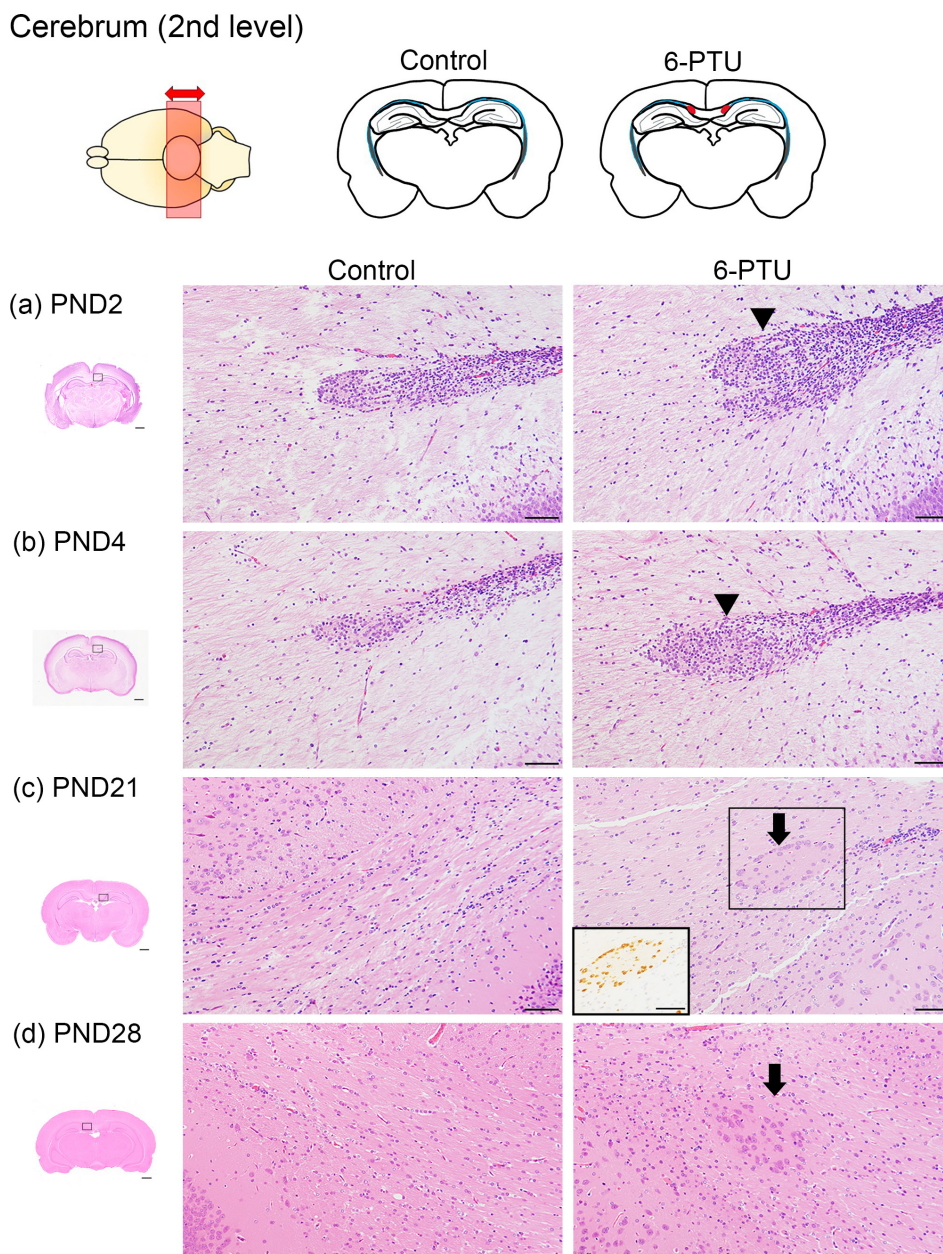 Cerebrum (2nd level)
Control
6-PTU
Control
6-PTU
(a) PND2
(b) PND4
(c) PND21
(d) PND28